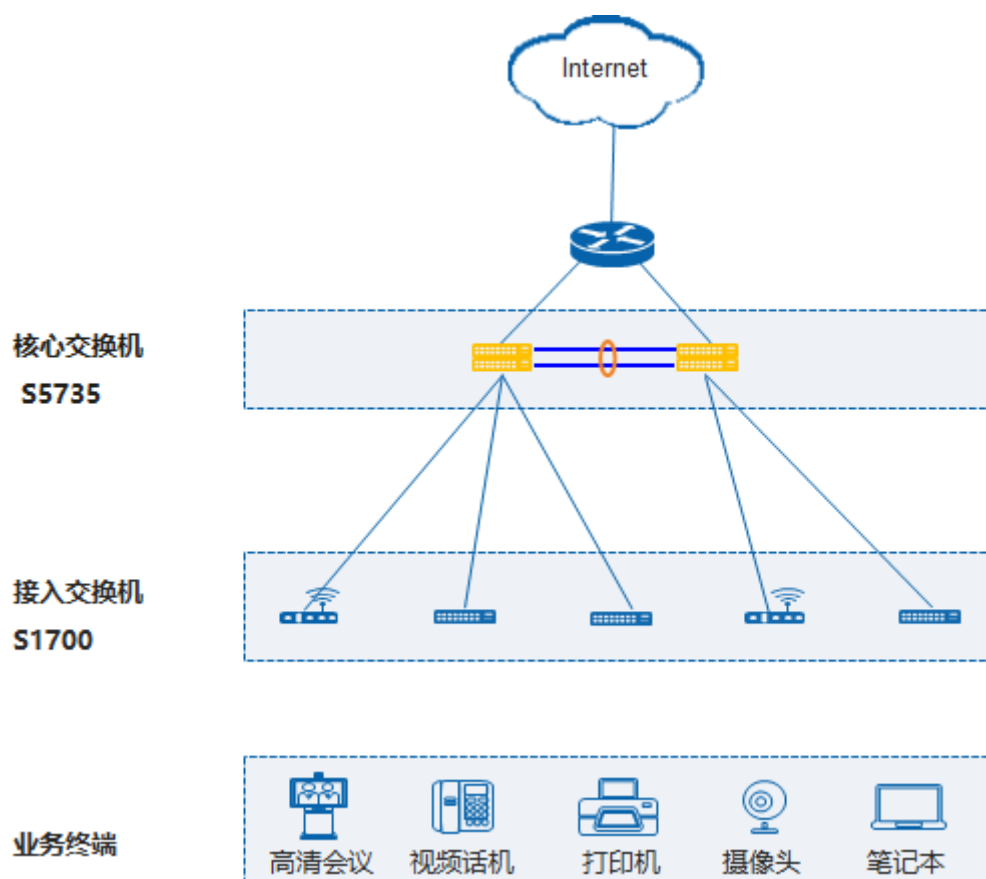 Internet
核心交换机
S5735
接入交换机
S1700
业务终端
高清会议 视频话机 打印机 摄像头 笔记本